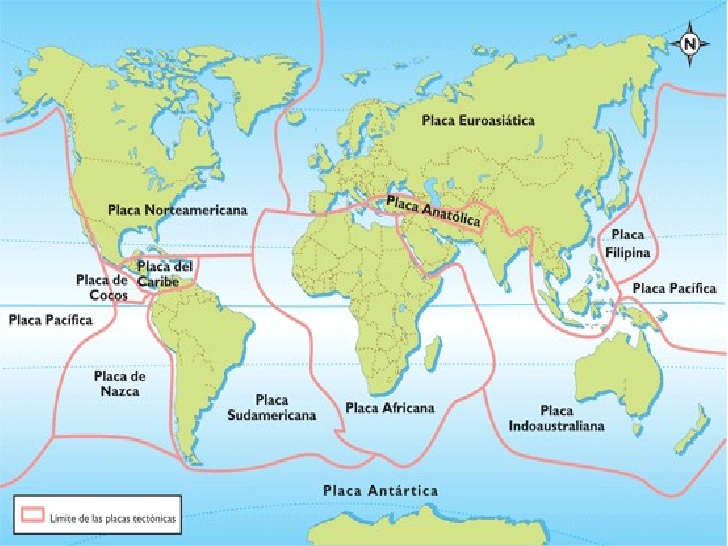 N
Placa Euroasiática
Placa Norteamericana
Placa Anatólica
Placa
Filipina
Placa del
Caribe
Placa de
Cocos
Placa Pacífica
Placa Pacífica
Placa de
Nazca
Placa
Sudamericana
Placa Africana
Placa
Indoaustraliana
Placa Antártica
Límite de las placas tectónicas